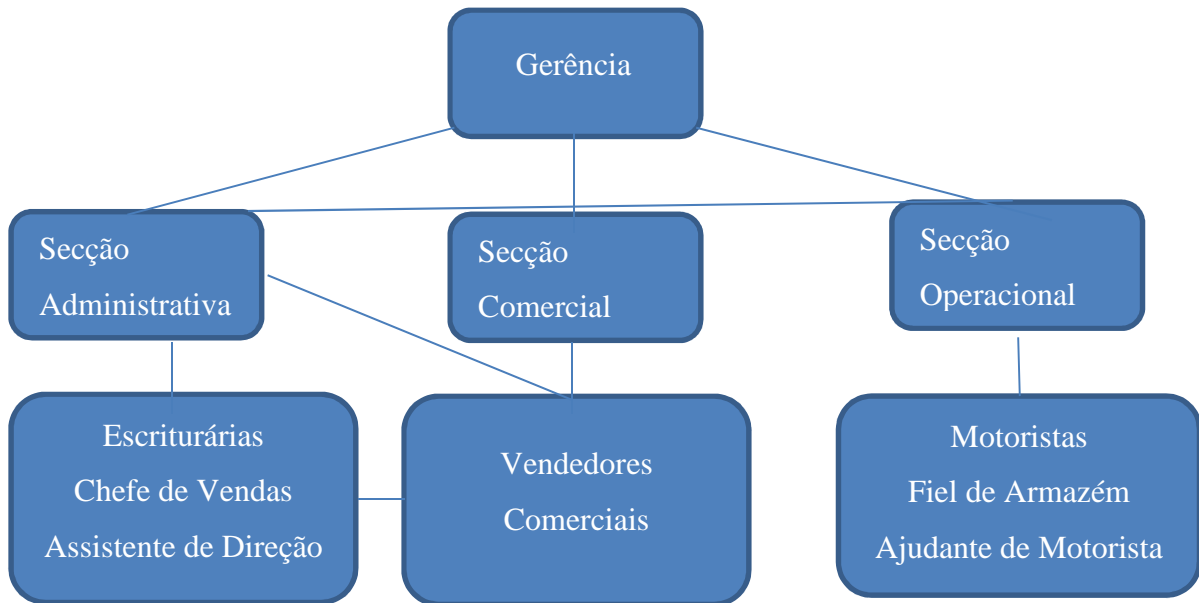 Gerência
Secção
Administrativa
Secção
Comercial
Secção
Operacional
Escriturárias
Chefe de Vendas
Assistente de Direção
Vendedores
Comerciais
Motoristas
Fiel de Armazém
Ajudante de Motorista